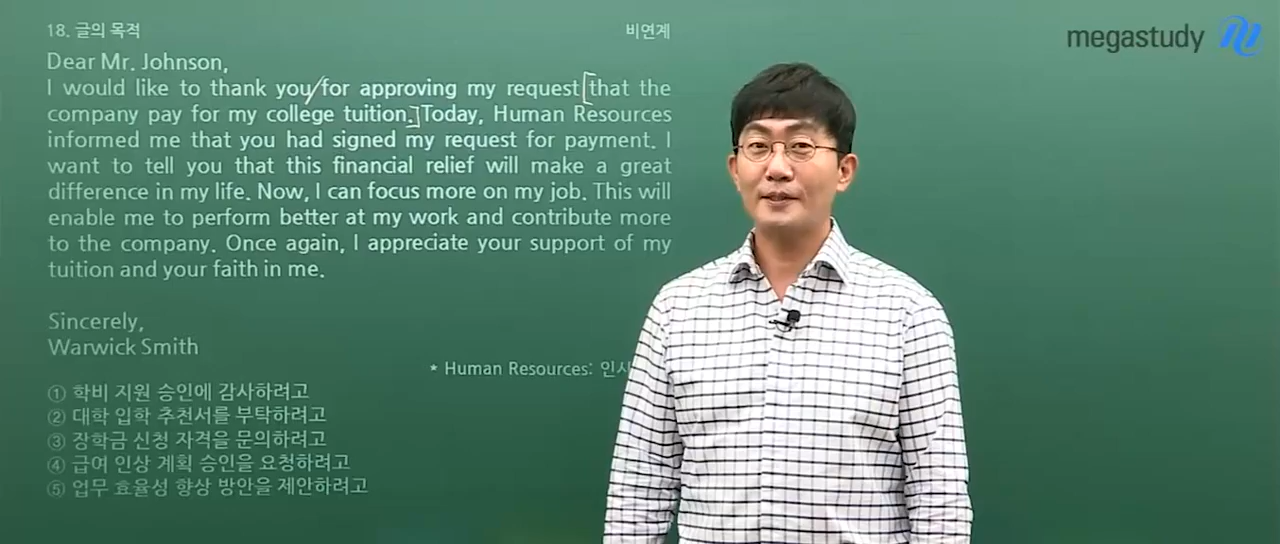 18. 글의 목적
비연계
megastudy
Dear Mr. Johnson,
I would like to thank you for approving my request that the
company pay for my college tuition. Today, Human Resources
informed me that you had signed my request for payment. I
want to tell you that this financial relief will make a great
difference in my life. Now, I can focus more on my job. This will
enable me to perform better at my work and contribute more
to the company. Once again, I appreciate your support of my
tuition and your faith in me.
Sincerely,
Warwick Smith
* Human Resources: 인사
① 학비 지원 승인에 감사하려고
② 대학 입학 추천서를 부탁하려고
③ 장학금 신청 자격을 문의하려고
④ 급여 인상 계획 승인을 요청하려고
⑤ 업무 효율성 향상 방안을 제안하려고